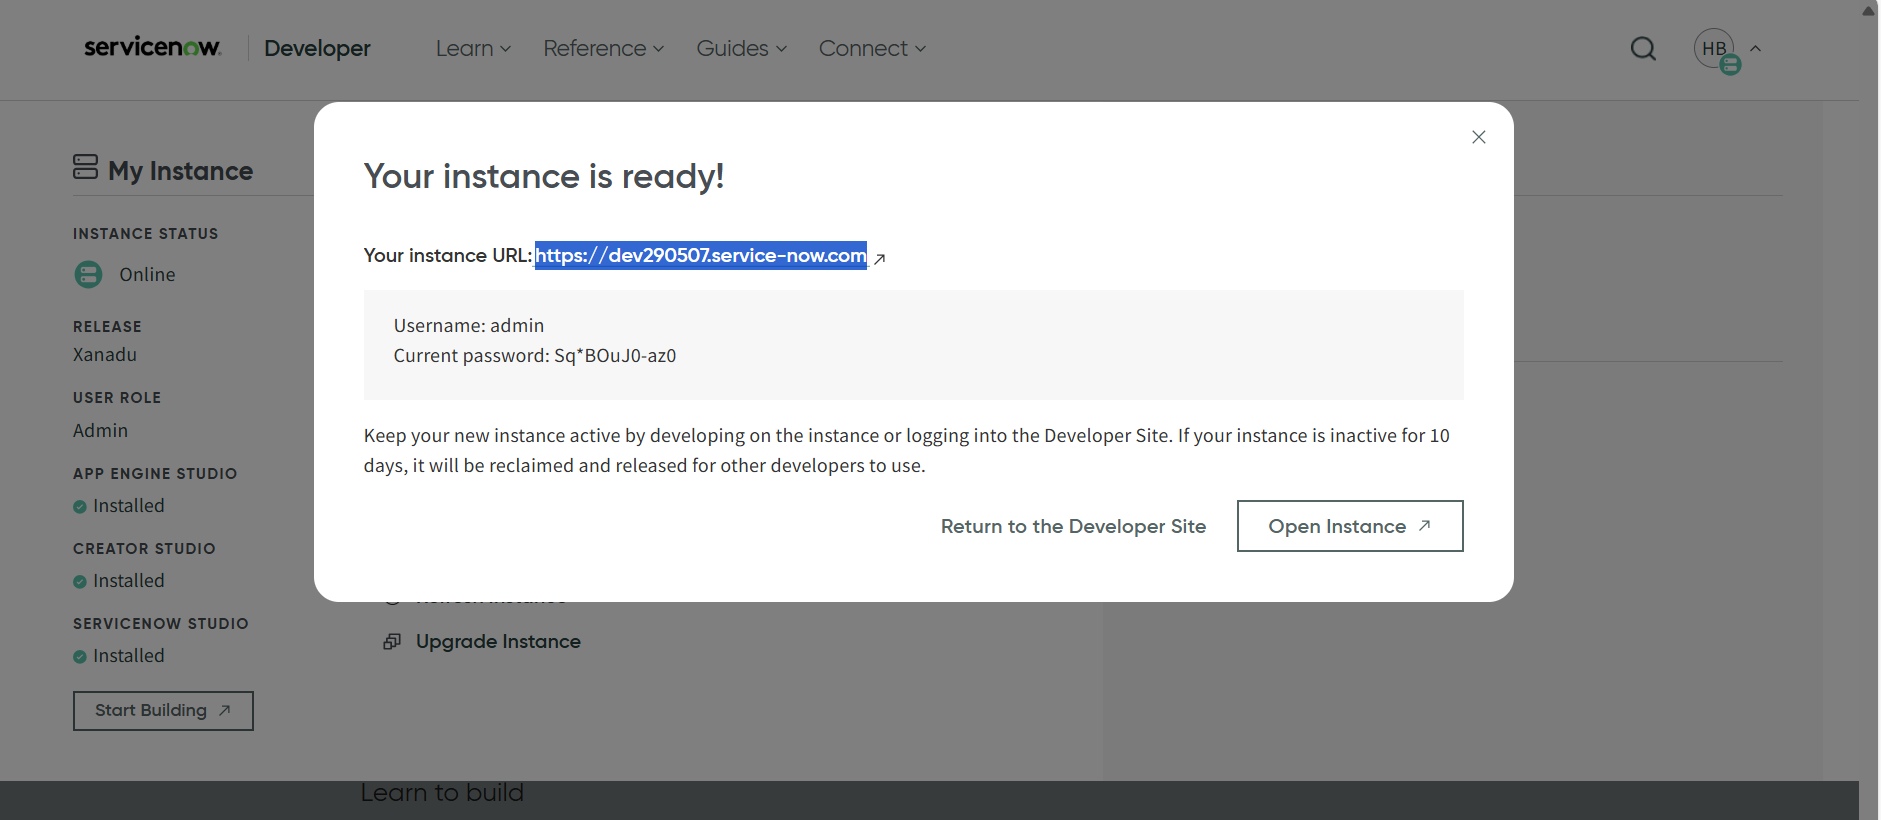 servicenow. Developer Learn Reference Guides Connect HB
My Instance
INSTANCE STATUS
Online
RELEASE
Xanadu
USER ROLE
Admin
APP ENGINE STUDIO
Installed
CREATOR STUDIO
Installed
SERVICENOW STUDIO
Installed
Start Building
Your instance is ready!
Your instance URL: https://dev290507.service-now.com
Username: admin
Current password: Sq*BOuJ0-az0
Keep your new instance active by developing on the instance or logging into the Developer Site. If your instance is inactive for 10
days, it will be reclaimed and released for other developers to use.
Return to the Developer Site Open Instance
Upgrade Instance
Learn to build